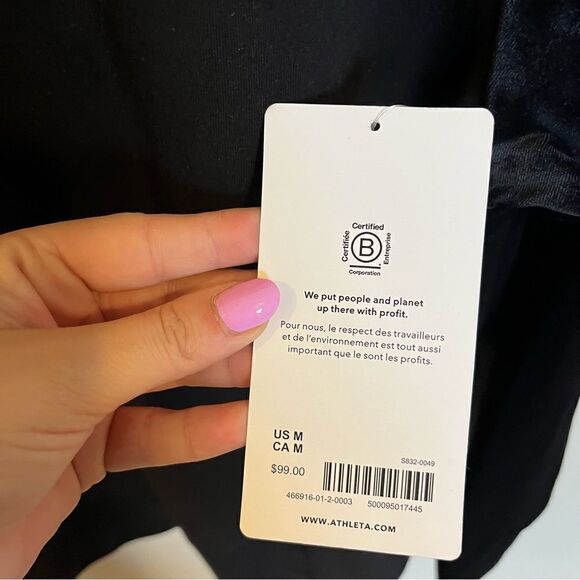 Certified
Certifiée
B
Entreprise
Corporation
We put people and planet
up there with profit.
Pour nous, le respect des travailleurs
et de l'environnement est tout aussi
important que le sont les profits.
US M
CA M
S832-0049
$99.00
466916-01-2-0003 500095017445
WWW.ATHLETA.COM